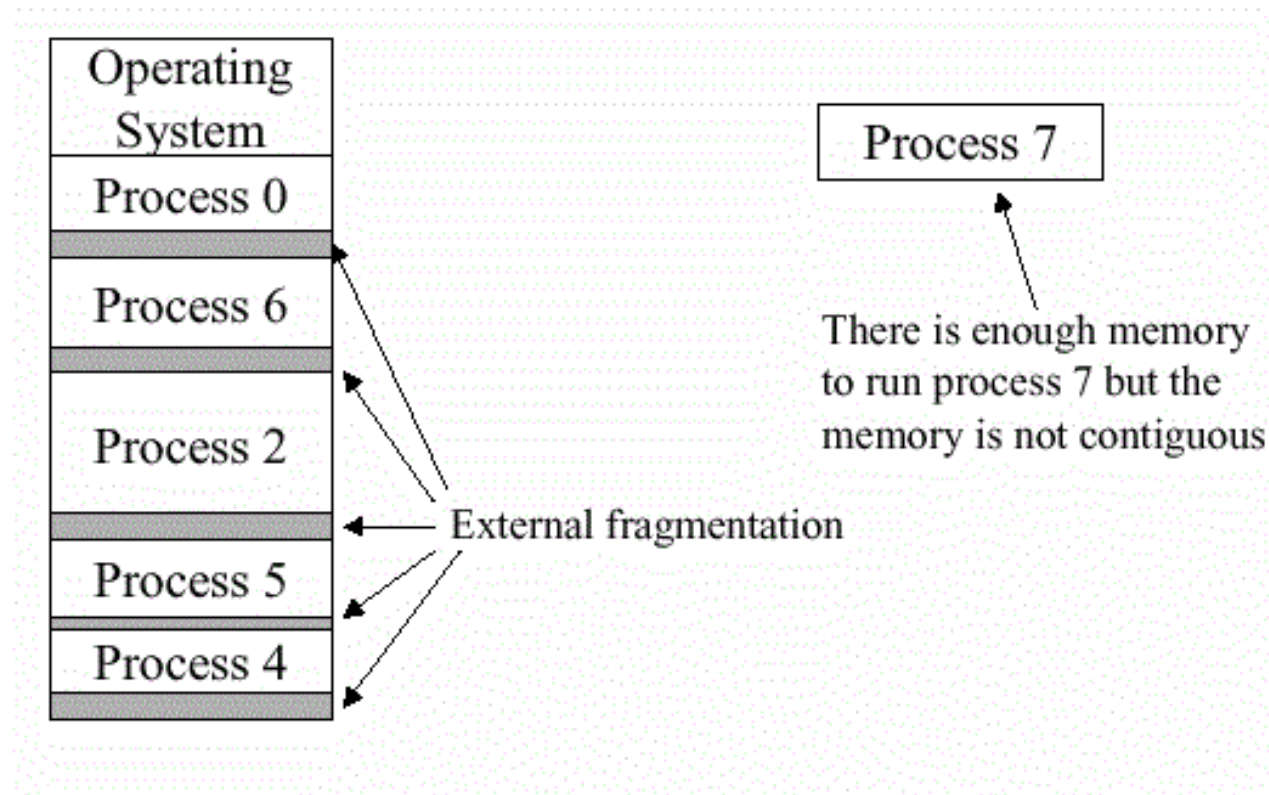 Operating
System
Process 0
Process 6
Process 2
Process 5
Process 4
Process 7
There is enough memory
to run process 7 but the
memory is not contiguous
External fragmentation